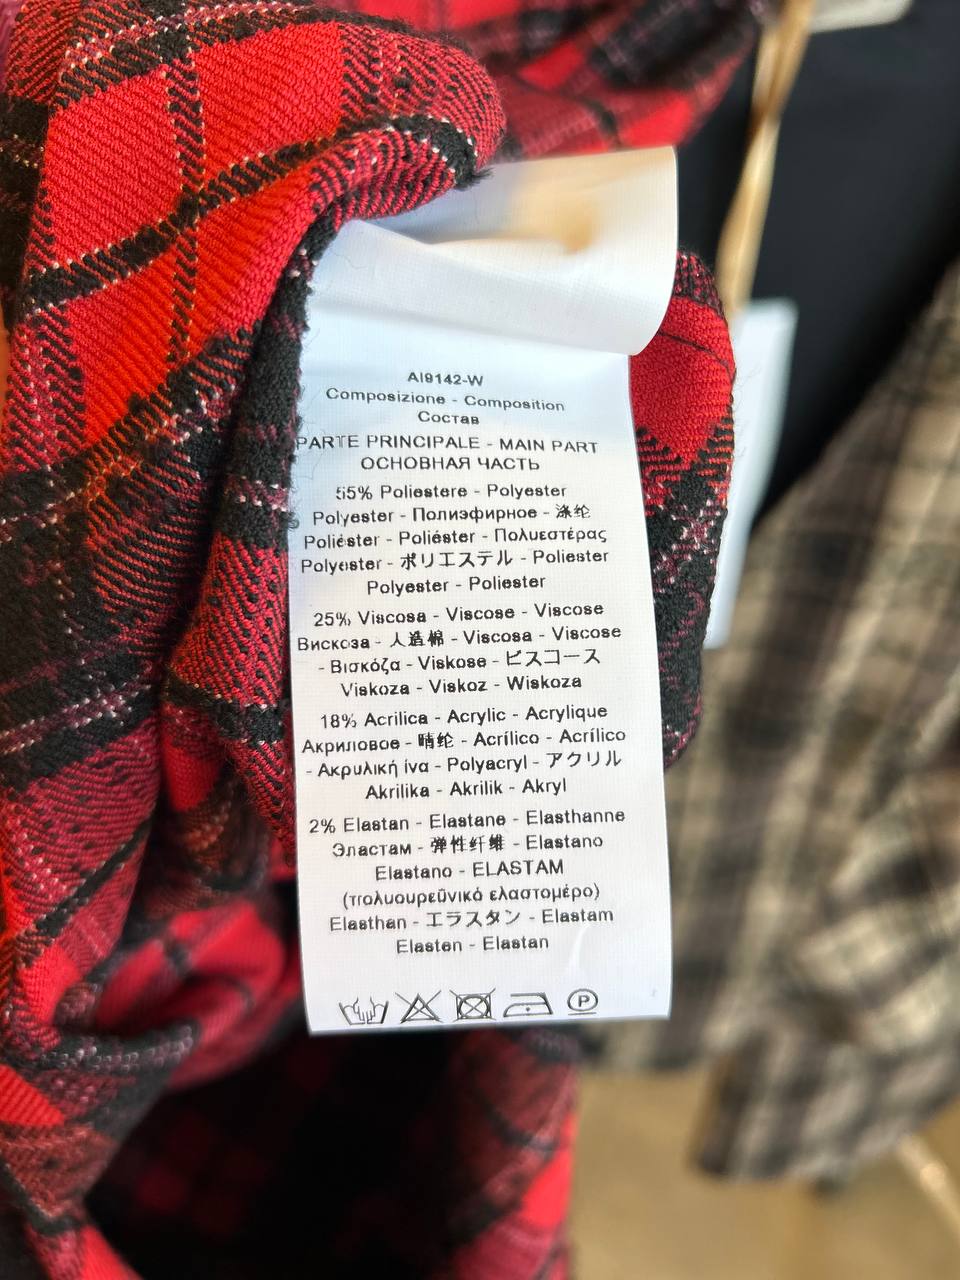 AI9142-W
Composizione - Composition
Состав
PARTE PRINCIPALE - MAIN PART
ОСНОВНАЯ ЧАСТЬ
55% Poliestere - Polyester
Polyester - Полиэфирное - 涤纶
Poliéster - Poliéster - Πολυεστέρας
Polyester - ポリエステル - Poliester
Polyester - Poliester
25% Viscosa - Viscose - Viscose
Вискоза - 人造棉 - Viscosa - Viscose
- Βισκόζα - Viskose - ビスコース
Viskoza - Viskoz - Wiskoza
18% Acrilica - Acrylic - Acrylique
Акриловое - 晴纶 - Acrílico - Acrílico
- Ακρυλική ίνα - Polyacryl - アクリル
Akrilika - Akrilik - Akryl
2% Elastan - Elastane - Elasthanne
Эластам - 弹性纤维 - Elastano
Elastano - ELASTAM
(πολυουρεϋνικό ελαστομέρο)
Elasthan - エラスタン - Elastam
Elasten - Elastan
P